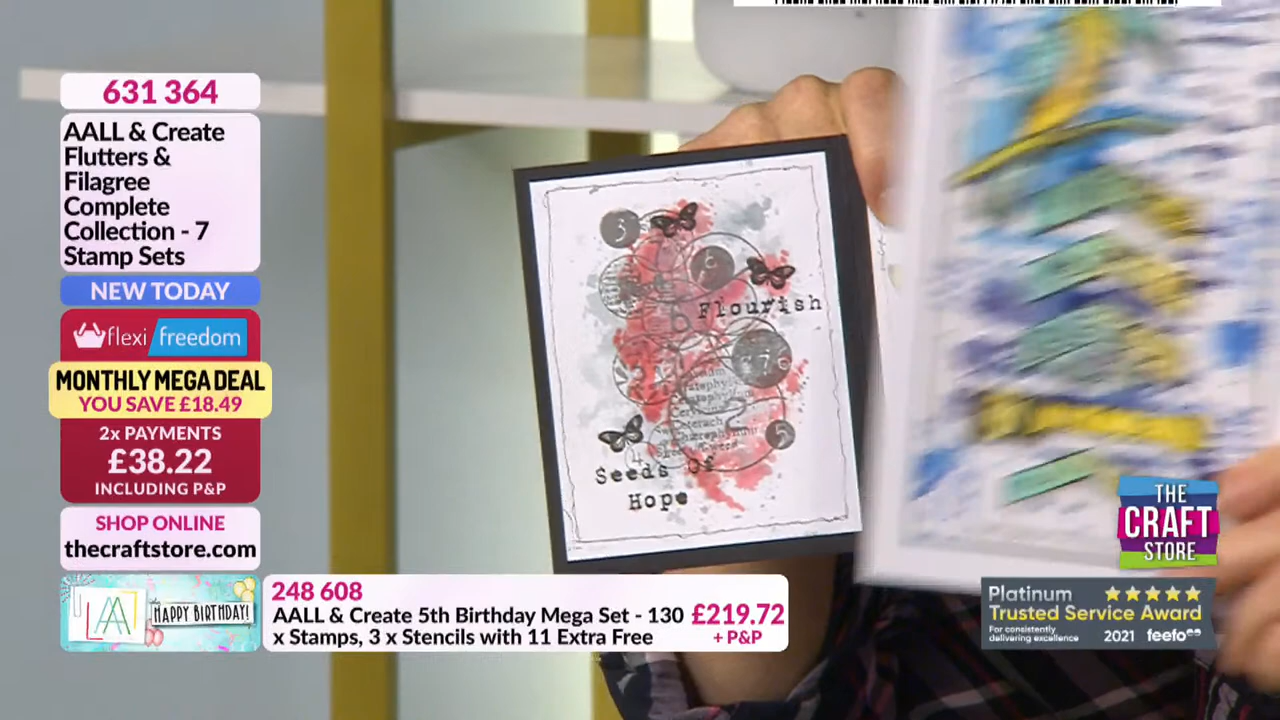 631 364
AALL & Create
Flutters &
Filagree
Complete
Collection - 7
Stamp Sets
NEW TODAY
flexi freedom
MONTHLY MEGA DEAL
YOU SAVE £18.49
2x PAYMENTS
£38.22
INCLUDING P&P
SHOP ONLINE
thecraftstore.com
HAPPY BIRTHDAY!
248 608
AALL & Create 5th Birthday Mega Set - 130
x Stamps, 3 x Stencils with 11 Extra Free
£219.72
+ P&P
3
Flourish
5
Seeds Of
Hope
THE
CRAFT
STORE
Platinum
Trusted Service Award
For consistently
delivering excellence
2021 feefo